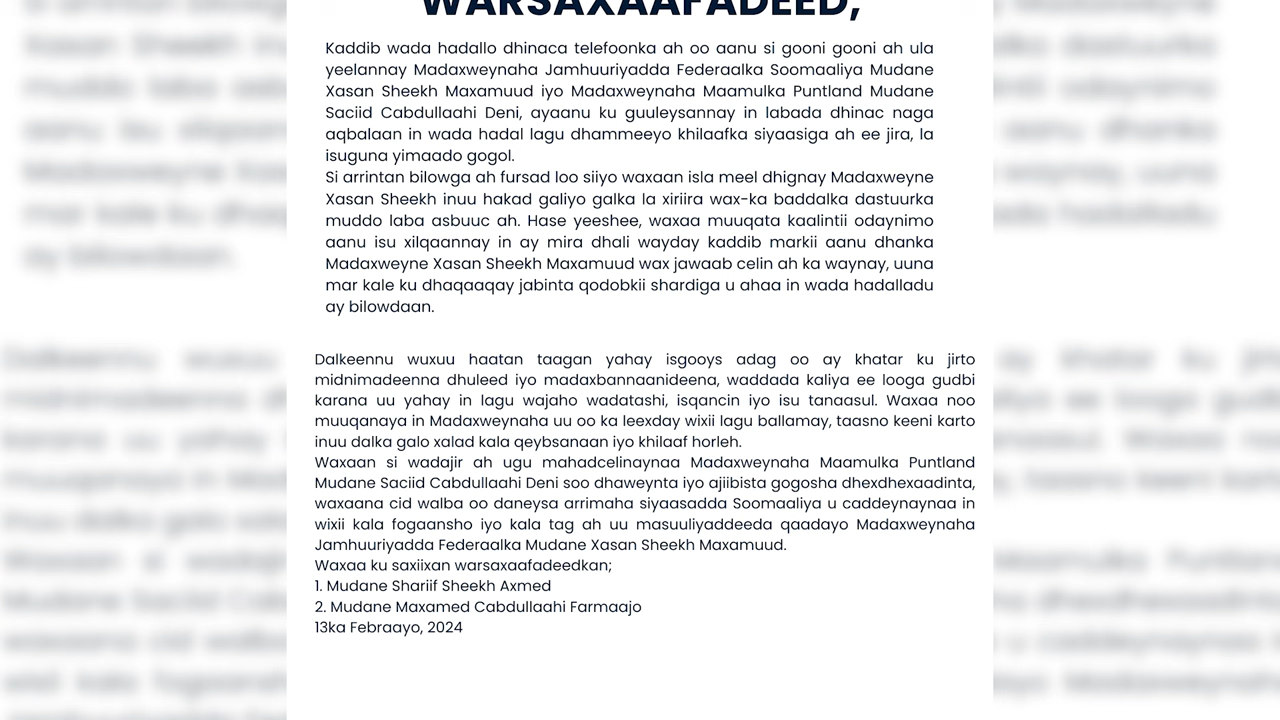 WARSAXAAFADEED,
Kaddib wada hadallo dhinaca telefoonka ah oo aanu si gooni gooni ah ula
yeelannay Madaxweynaha Jamhuuriyadda Federaalka Soomaaliya Mudane
Xasan Sheekh Maxamuud iyo Madaxweynaha Maamulka Puntland Mudane
Saciid Cabdullaahi Deni, ayaanu ku guuleysannay in labada dhinac naga
aqbalaan in wada hadal lagu dhammeeyo khilaafka siyaasiga ah ee jira, la
isuguna yimaado gogol.
Si arrintan bilowga ah fursad loo siiyo waxaan isla meel dhignay Madaxweyne
Xasan Sheekh inuu hakad galiyo galka la xiriira wax-ka baddalka dastuurka
muddo laba asbuuc ah. Hase yeeshee, waxaa muuqata kaalintii odaynimo
aanu isu xilqaannay in ay mira dhali wayday kaddib markii aanu dhanka
Madaxweyne Xasan Sheekh Maxamuud wax jawaab celin ah ka waynay, uuna
mar kale ku dhaqaaqay jabinta qodobkii shardiga u ahaa in wada hadalladu
ay bilowdaan.
Dalkeennu wuxuu haatan taagan yahay isgooys adag oo ay khatar ku jirto
midnimadeenna dhuleed iyo madaxbannaanideena, waddada kaliya ee looga gudbi
karana uu yahay in lagu wajaho wadatashi, isqancin iyo isu tanaasul. Waxaa noo
muuqanaya in Madaxweynaha uu oo ka leexday wixii lagu ballamay, taasno keeni karto
inuu dalka galo xalad kala qeybsanaan iyo khilaaf horleh.
Waxaan si wadajir ah ugu mahadcelinaynaa Madaxweynaha Maamulka Puntland
Mudane Saciid Cabdullaahi Deni soo dhaweynta iyo ajiibista gogosha dhexdhexaadinta,
waxaana cid walba oo daneysa arrimaha siyaasadda Soomaaliya u caddeynaynaa in
wixii kala fogaansho iyo kala tag ah uu masuuliyaddeeda qaadayo Madaxweynaha
Jamhuuriyadda Federaalka Mudane Xasan Sheekh Maxamuud.
Waxaa ku saxiixan warsaxaafadeedkan;
1. Mudane Shariif Sheekh Axmed
2. Mudane Maxamed Cabdullaahi Farmaajo
13ka Febraayo, 2024